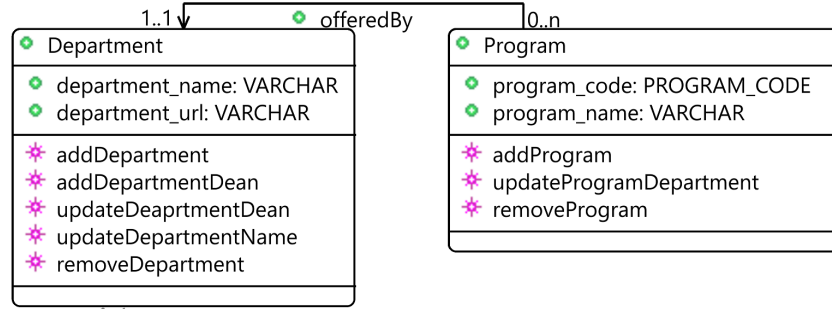 1..1
offeredBy
0..n
Department
department_name: VARCHAR
department_url: VARCHAR
addDepartment
addDepartmentDean
updateDeaprtmentDean
updateDepartmentName
removeDepartment
Program
program_code: PROGRAM_CODE
program_name: VARCHAR
addProgram
updateProgramDepartment
removeProgram